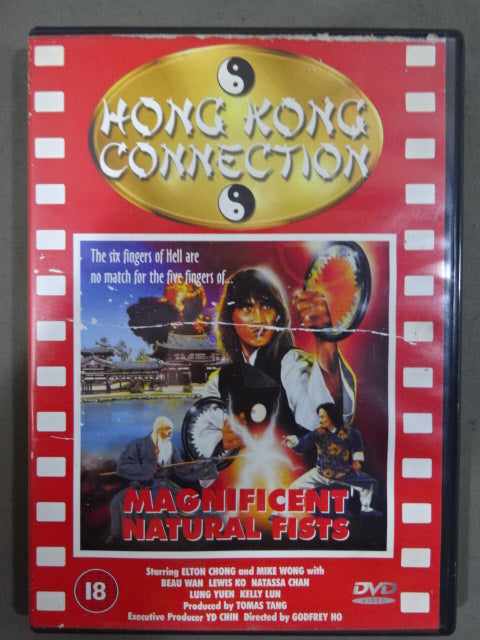 HONG KONG
CONNECTION
The six fingers of Hell are
no match for the five fingers of...
MAGNIFICENT
NATURAL FISTS
Starring ELTON CHONG and MIKE WONG with
BEAU WAN LEWIS KO NATASSA CHAN
LUNG YUEN KELLY LUN
Produced by TOMAS TANG
Executive Producer YD CHIN Directed by GODFREY HO
18
DVD
VIDEO